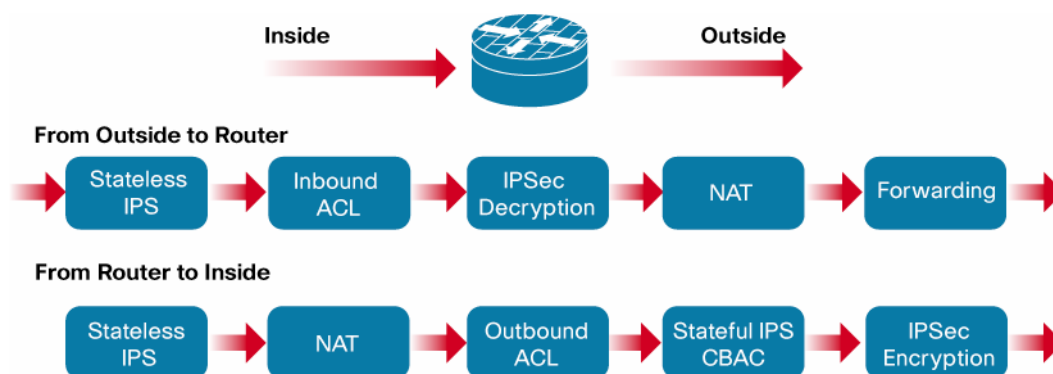 Inside
Outside
From Outside to Router
Stateless
IPS
Inbound
ACL
IPSec
Decryption
NAT
Forwarding
From Router to Inside
Stateless
IPS
NAT
Outbound
ACL
Stateful IPS
CBAC
IPSec
Encryption